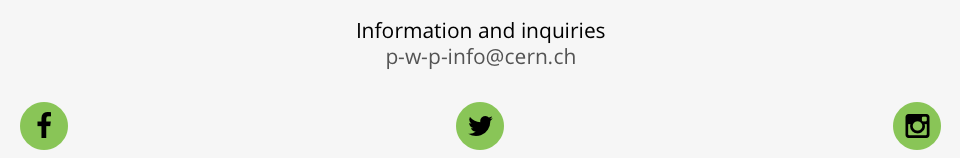 Information and inquiries
p-w-p-info@cern.ch